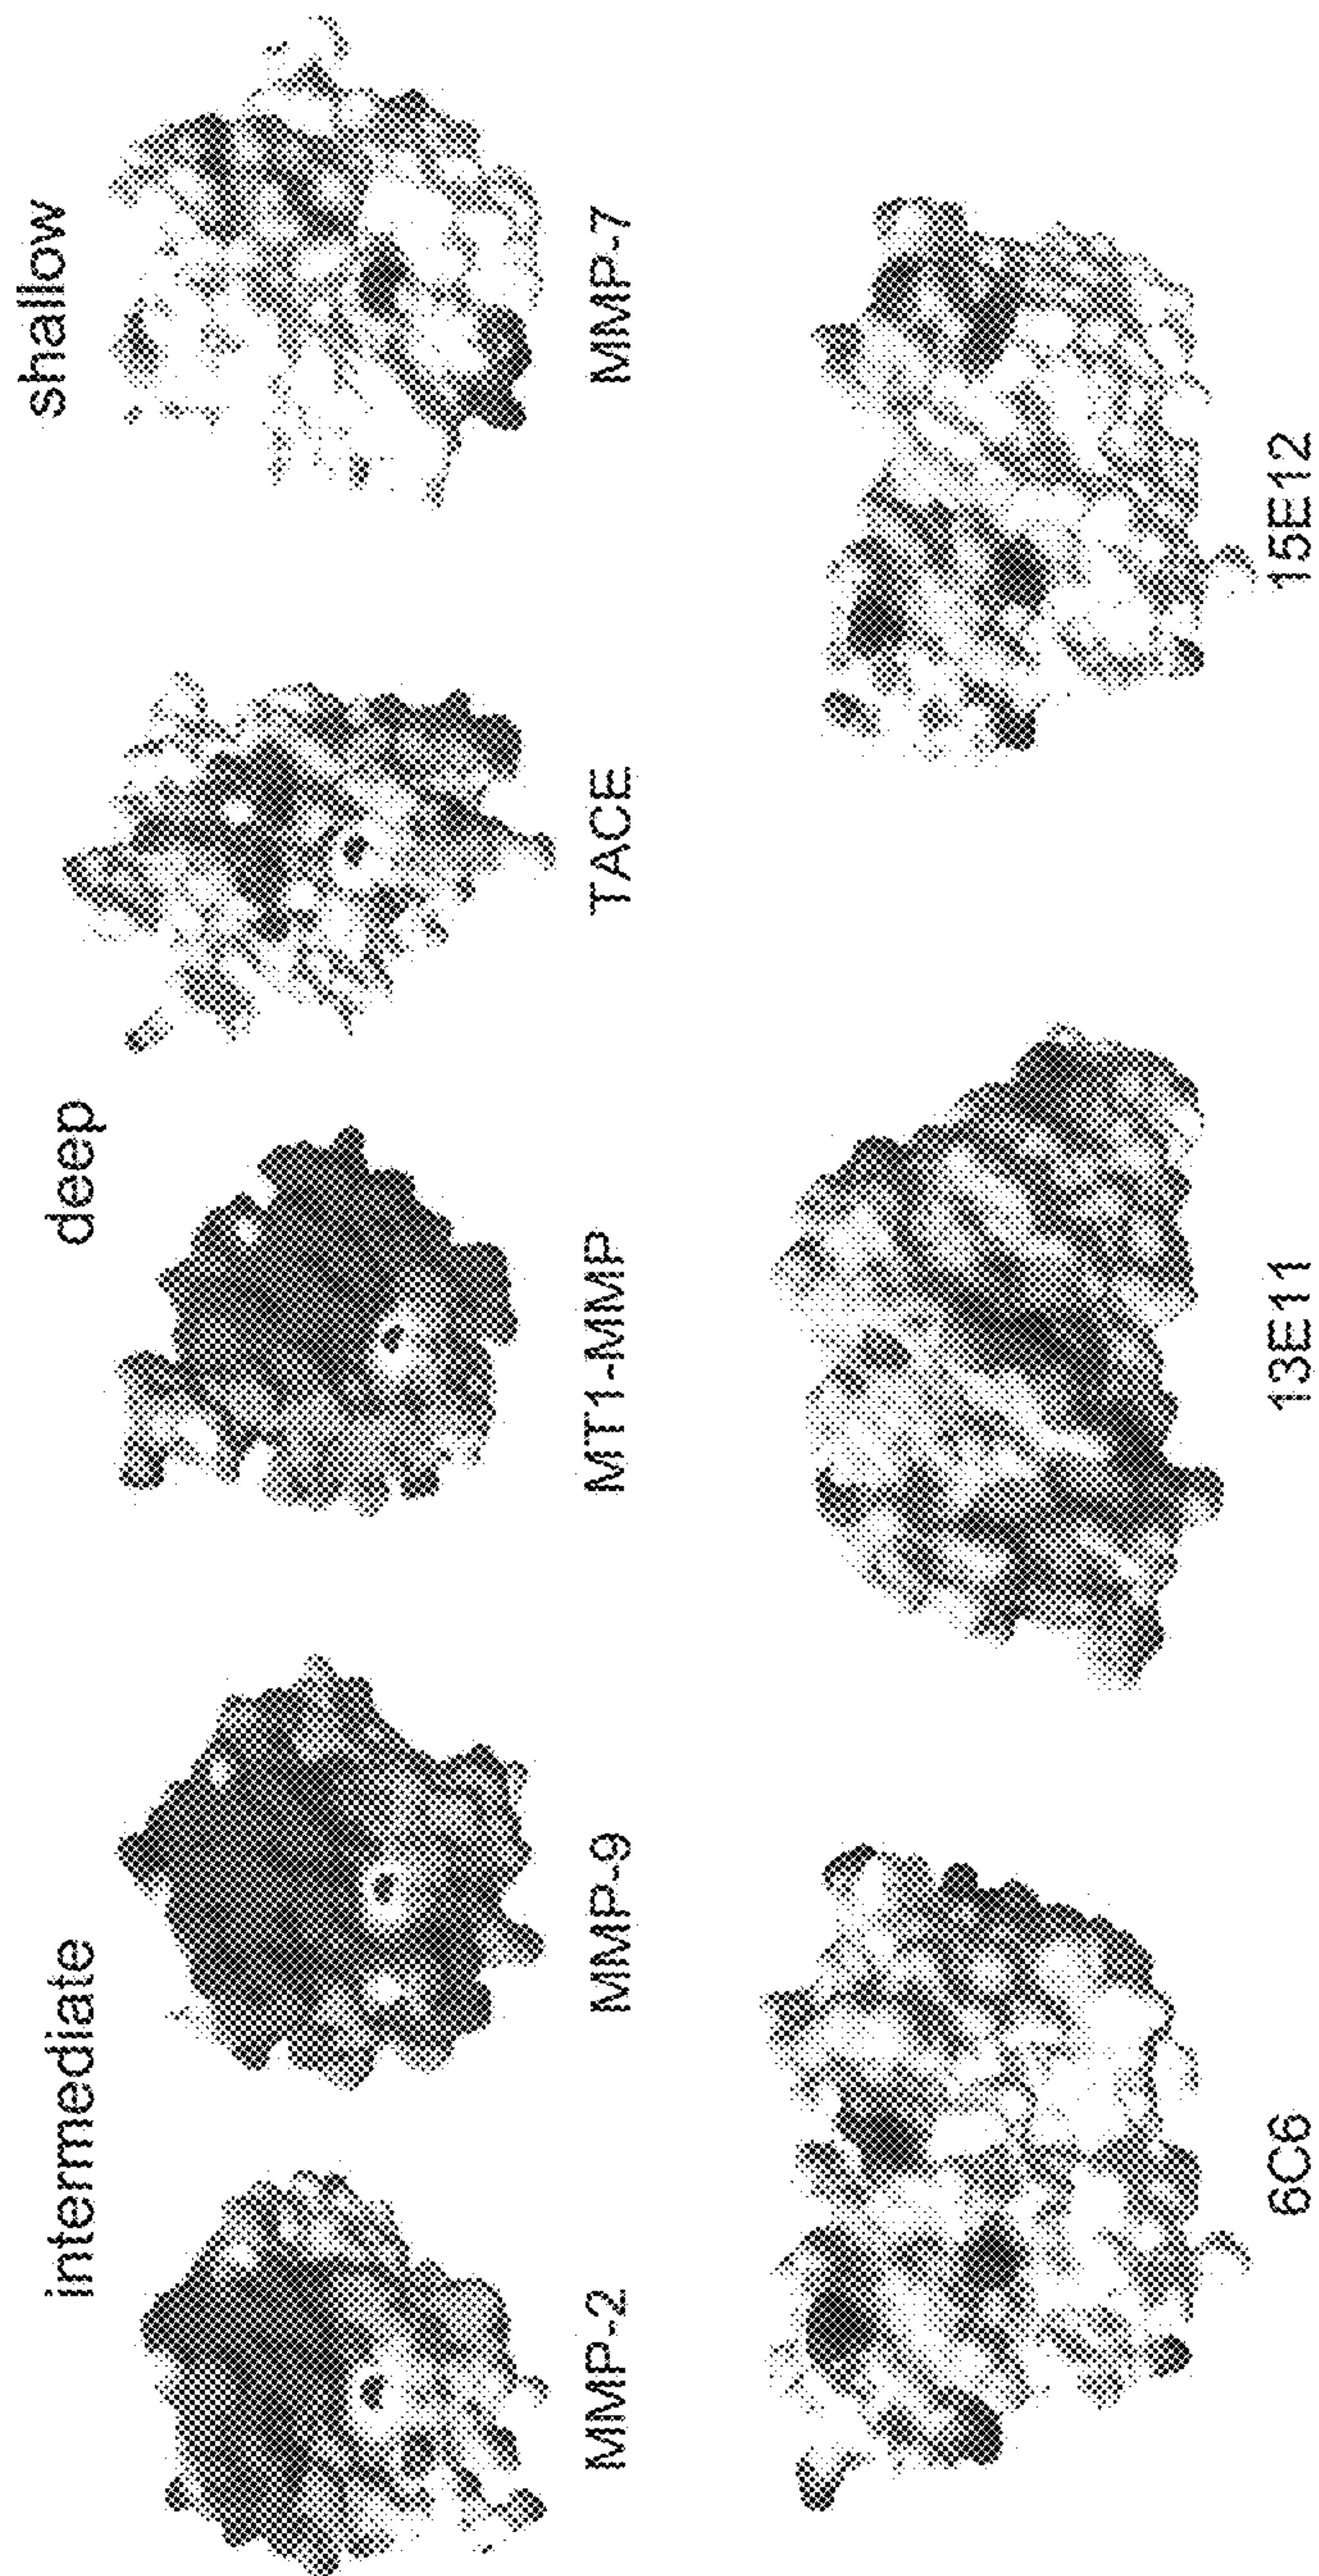 intermediate
deep
shallow
MMP-2
MMP-9
MT1-MMP
TACE
MMP-7
6C6
13E11
15E12